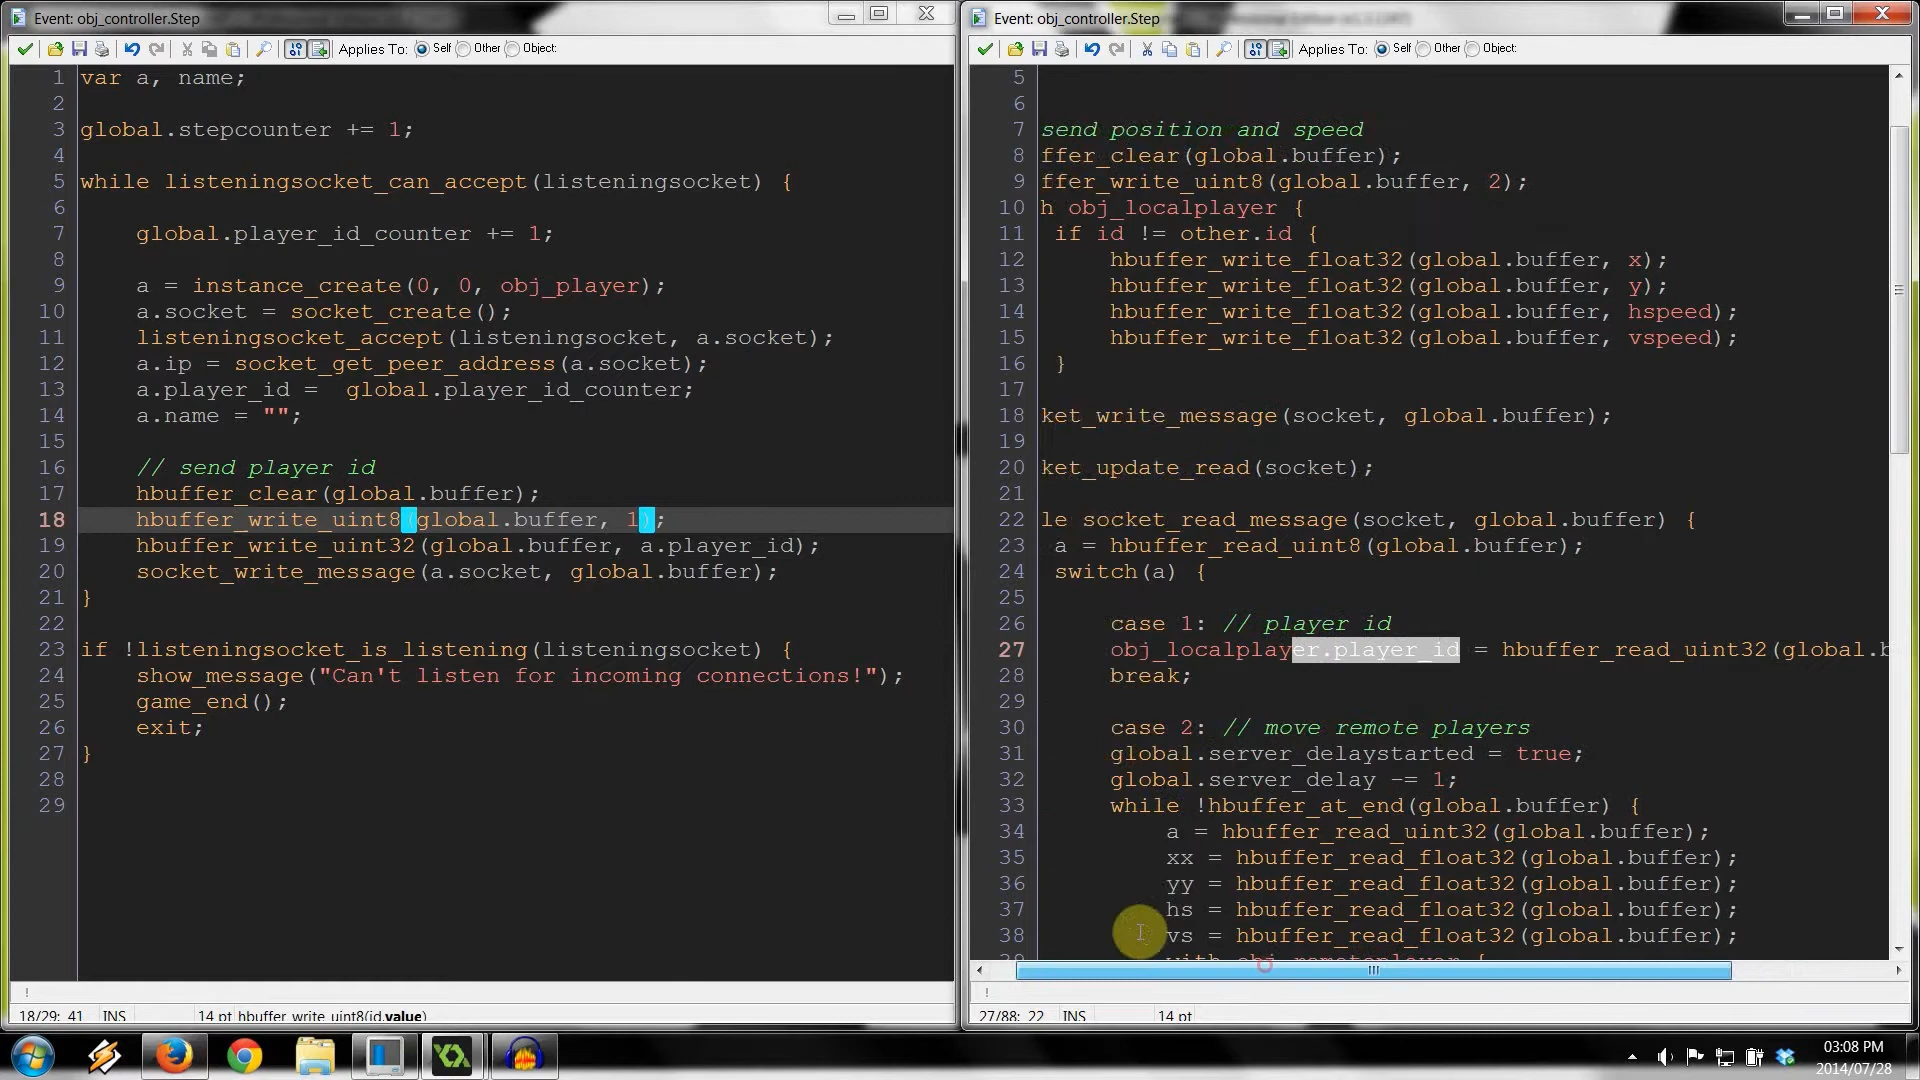 Event: obj_controller.Step
Applies To: Self Other Object:
1 var a, name;
2
3 global.stepcounter += 1;
4
5 while listeningsocket_can_accept(listeningsocket) {
6
7 global.player_id_counter += 1;
8
9 a = instance_create(0, 0, obj_player);
10 a.socket = socket_create();
11 listeningsocket_accept(listeningsocket, a.socket);
12 a.ip = socket_get_peer_address(a.socket);
13 a.player_id = global.player_id_counter;
14 a.name = "";
15
16 // send player id
17 hbuffer_clear(global.buffer);
18 hbuffer_write_uint8(global.buffer, 1);
19 hbuffer_write_uint32(global.buffer, a.player_id);
20 socket_write_message(a.socket, global.buffer);
21 }
22
23 if !listeningsocket_is_listening(listeningsocket) {
24 show_message("Can't listen for incoming connections!");
25 game_end();
26 exit;
27 }
28
29
18/29: 41 INS 14 pt hbuffer_write_uint8(id,value)
Event: obj_controller.Step
Applies To: Self Other Object:
5
6
7 send position and speed
8 ffer_clear(global.buffer);
9 ffer_write_uint8(global.buffer, 2);
10 h obj_localplayer {
11 if id != other.id {
12 hbuffer_write_float32(global.buffer, x);
13 hbuffer_write_float32(global.buffer, y);
14 hbuffer_write_float32(global.buffer, hspeed);
15 hbuffer_write_float32(global.buffer, vspeed);
16 }
17
18 ket_write_message(socket, global.buffer);
19
20 ket_update_read(socket);
21
22 le socket_read_message(socket, global.buffer) {
23 a = hbuffer_read_uint8(global.buffer);
24 switch(a) {
25
26 case 1: // player id
27 obj_localplayer.player_id = hbuffer_read_uint32(global.b
28 break;
29
30 case 2: // move remote players
31 global.server_delaystarted = true;
32 global.server_delay -= 1;
33 while !hbuffer_at_end(global.buffer) {
34 a = hbuffer_read_uint32(global.buffer);
35 xx = hbuffer_read_float32(global.buffer);
36 yy = hbuffer_read_float32(global.buffer);
37 hs = hbuffer_read_float32(global.buffer);
38 vs = hbuffer_read_float32(global.buffer);
39 with obj_remoteplayer {
27/88: 22 INS 14 pt
03:08 PM
2014/07/28